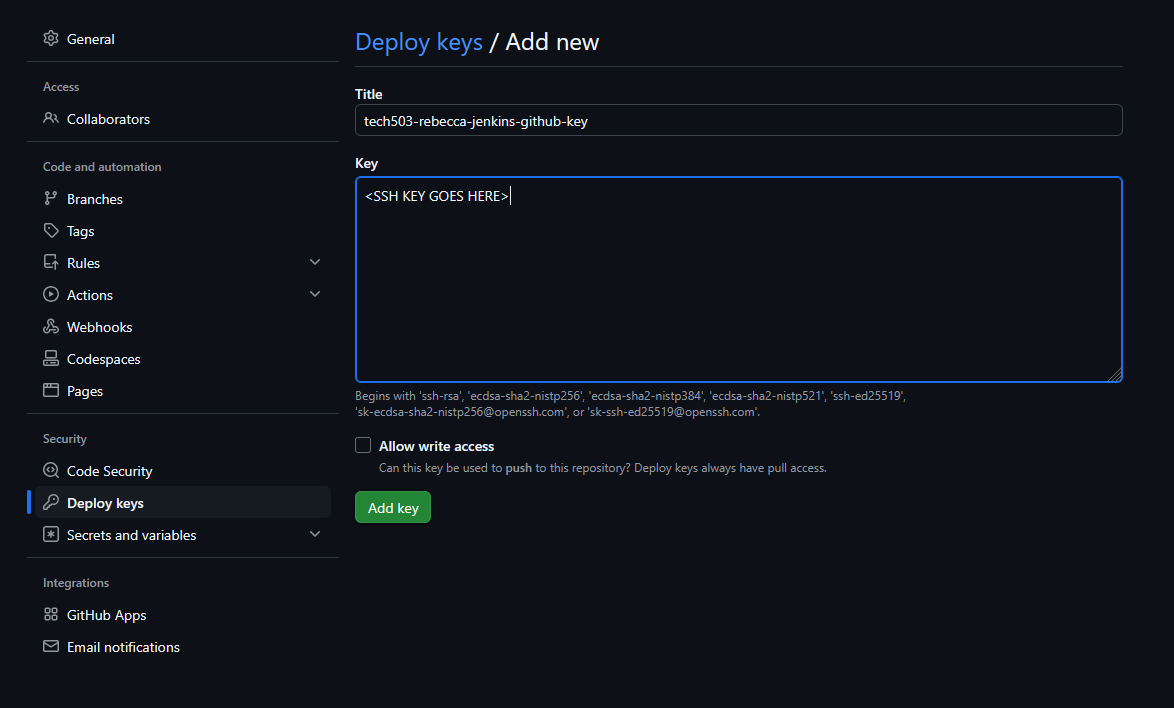 General
Access
Collaborators
Code and automation
Branches
Tags
Rules
Actions
Webhooks
Codespaces
Pages
Security
Code Security
Deploy keys
Secrets and variables
Integrations
GitHub Apps
Email notifications
Deploy keys / Add new
Title
tech503-rebecca-jenkins-github-key
Key
<SSH KEY GOES HERE>
Begins with 'ssh-rsa', 'ecdsa-sha2-nistp256', 'ecdsa-sha2-nistp384', 'ecdsa-sha2-nistp521', 'ssh-ed25519',
'sk-ecdsa-sha2-nistp256@openssh.com', or 'sk-ssh-ed25519@openssh.com'.
Allow write access
Can this key be used to push to this repository? Deploy keys always have pull access.
Add key